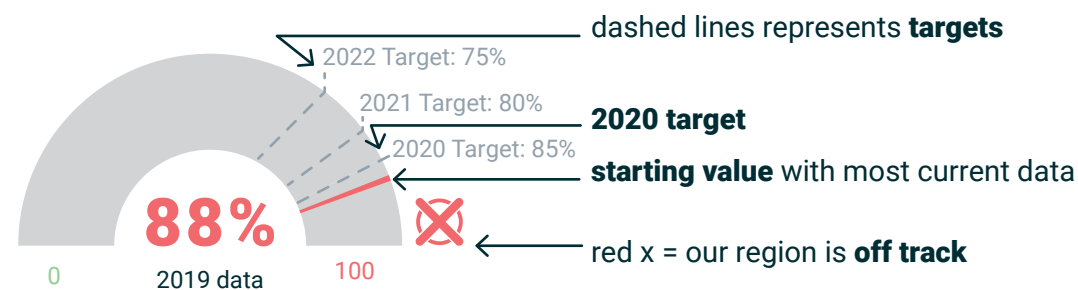 dashed lines represents targets
2022 Target: 75%
2021 Target: 80%
2020 target
2020 Target: 85%
starting value with most current data
88%
red x = our region is off track
0
2019 data
100